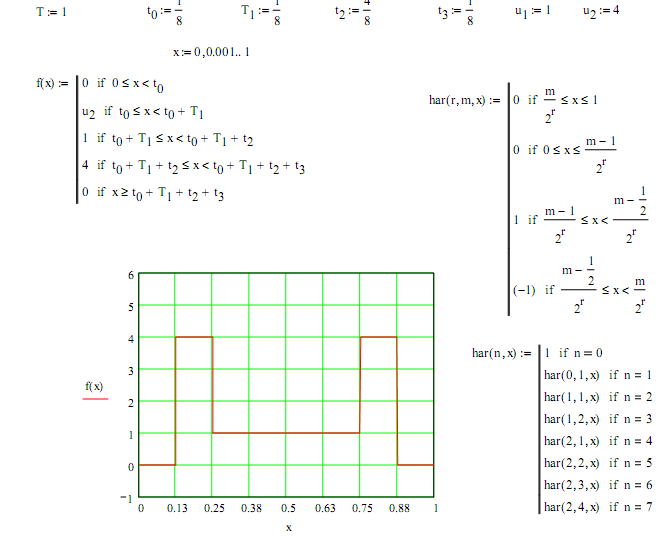 T := 1 t0 := 1/8 T1 := 1/8 t2 := 4/8 t3 := 1/8 u1 := 1 u2 := 4
x := 0, 0.001 .. 1
f(x) := 0 if 0 ≤ x < t0
u2 if t0 ≤ x < t0 + T1
1 if t0 + T1 ≤ x < t0 + T1 + t2
4 if t0 + T1 + t2 ≤ x < t0 + T1 + t2 + t3
0 if x ≥ t0 + T1 + t2 + t3
har(r, m, x) := 0 if m/2^r ≤ x ≤ 1
0 if 0 ≤ x ≤ (m − 1)/2^r
1 if (m − 1)/2^r ≤ x < (m − 1/2)/2^r
(−1) if (m − 1/2)/2^r ≤ x < m/2^r
6
5
4
3
f(x)
2
1
0
−1
0 0.13 0.25 0.38 0.5 0.63 0.75 0.88 1
x
har(n, x) := 1 if n = 0
har(0, 1, x) if n = 1
har(1, 1, x) if n = 2
har(1, 2, x) if n = 3
har(2, 1, x) if n = 4
har(2, 2, x) if n = 5
har(2, 3, x) if n = 6
har(2, 4, x) if n = 7